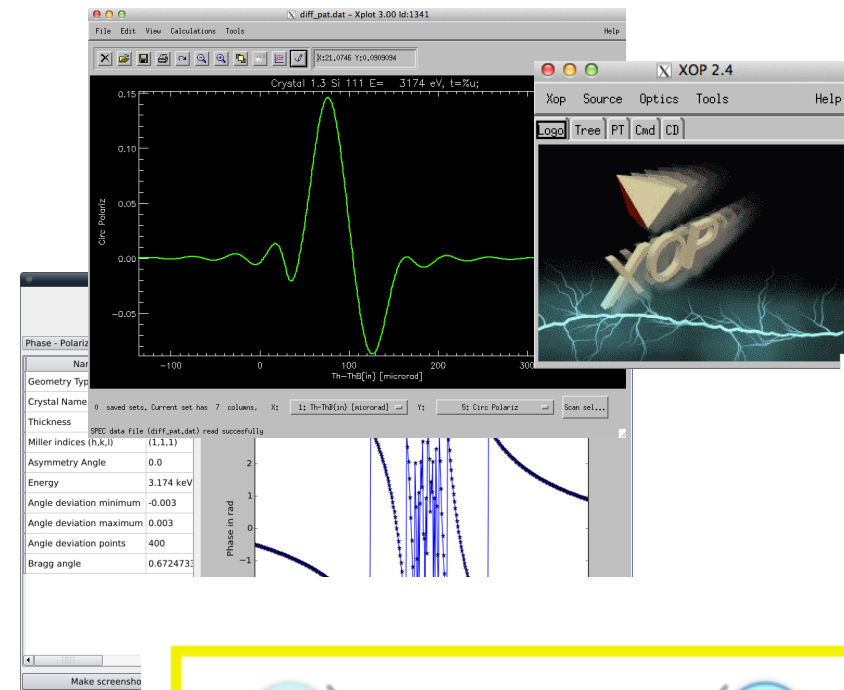 diff_pat.dat - Xplot 3.00 Id:1341
File Edit View Calculations Tools Help
X:21.0746 Y:0.0909094
Crystal 1.3 Si 111 E= 3174 eV, t=%u;
0.15
0.10
0.05
0.00
-0.05
Circ Polariz
-100 0 100 200 300
Th-ThB{in} [microrad]
0 saved sets. Current set has 7 columns, X: 1: Th-ThB{in} [microrad] Y: 5: Circ Polariz Scan sel...
SPEC data file (diff_pat.dat) read succesfully
XOP 2.4
Xop Source Optics Tools Help
Logo Tree PT Cmd CD
XOP
Phase - Polariz
Nar
Geometry Typ
Crystal Name
Thickness
Miller indices (h,k,l) (1,1,1)
Asymmetry Angle 0.0
Energy 3.174 keV
Angle deviation minimum -0.003
Angle deviation maximum 0.003
Angle deviation points 400
Bragg angle 0.672473
Make screensho
2
1
0
−1
Phase in rad